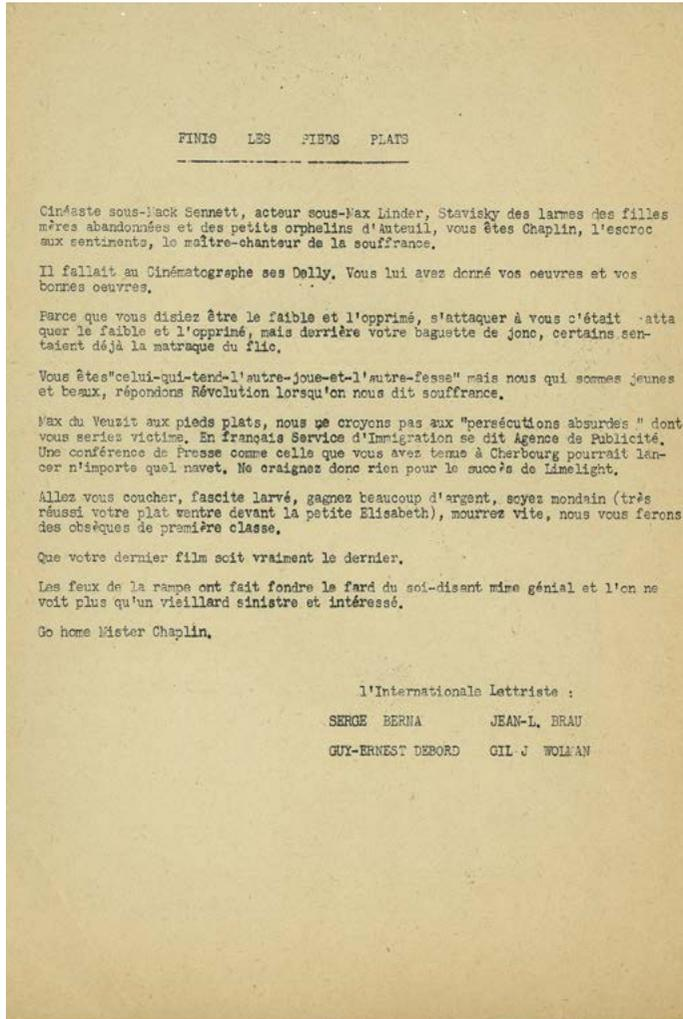 FINIS LES PIEDS PLATS
Cinéaste sous-Mack Sennett, acteur sous-Max Linder, Stavisky des larmes des filles
mères abandonnées et des petits orphelins d'Auteuil, vous êtes Chaplin, l'escroc
aux sentiments, le maître-chanteur de la souffrance.
Il fallait au Cinématographe ses Delly. Vous lui avez donné vos oeuvres et vos
bonnes oeuvres.
Parce que vous disiez être le faible et l'opprimé, s'attaquer à vous c'était atta
quer le faible et l'opprimé, mais derrière votre baguette de jonc, certains sen-
taient déjà la matraque du flic.
Vous êtes"celui-qui-tend-l'autre-joue-et-l'autre-fesse" mais nous qui sommes jeunes
et beaux, répondons Révolution lorsqu'on nous dit souffrance.
Max du Veuzit aux pieds plats, nous ne croyons pas aux "persécutions absurdes " dont
vous seriez victime. En français Service d'Immigration se dit Agence de Publicité.
Une conférence de Presse comme celle que vous avez tenue à Cherbourg pourrait lan-
cer n'importe quel navet. Ne craignez donc rien pour le succès de Limelight.
Allez vous coucher, fascite larvé, gagnez beaucoup d'argent, soyez mondain (très
réussi votre plat ventre devant la petite Elisabeth), mourrez vite, nous vous ferons
des obsèques de première classe.
Que votre dernier film soit vraiment le dernier.
Les feux de la rampe ont fait fondre le fard du soi-disant mime génial et l'on ne
voit plus qu'un vieillard sinistre et intéressé.
Go home Mister Chaplin.
l'Internationale Lettriste :
SERGE BERNA JEAN-L. BRAU
GUY-ERNEST DEBORD GIL J WOLMAN